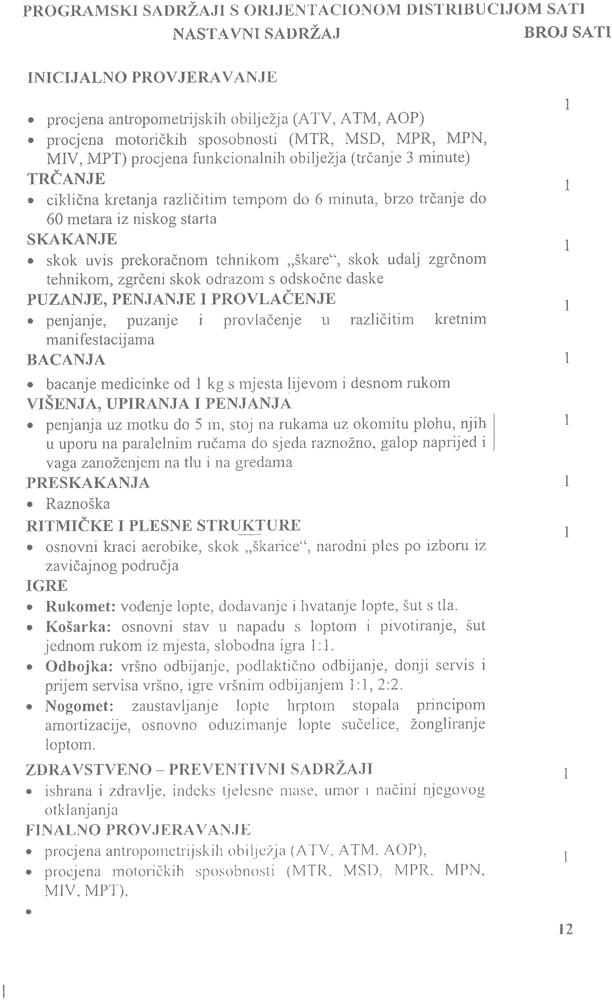 PROGRAMSKI SADRŽAJI S ORIJENTACIONOM DISTRIBUCIJOM SATI
NASTAVNI SADRŽAJ BROJ SATI
INICIJALNO PROVJERAVANJE
1
• procjena antropometrijskih obilježja (ATV, ATM, AOP)
• procjena motoričkih sposobnosti (MTR, MSD, MPR, MPN,
MIV, MPT) procjena funkcionalnih obilježja (trčanje 3 minute)
TRČANJE 1
• ciklična kretanja različitim tempom do 6 minuta, brzo trčanje do
60 metara iz niskog starta
SKAKANJE 1
• skok uvis prekoračnom tehnikom „škare“, skok udalj zgrčnom
tehnikom, zgrčeni skok odrazom s odskočne daske
PUZANJE, PENJANJE I PROVLAČENJE 1
• penjanje, puzanje i provlačenje u različitim kretnim
manifestacijama
BACANJA 1
• bacanje medicinke od 1 kg s mjesta lijevom i desnom rukom
VIŠENJA, UPIRANJA I PENJANJA
• penjanja uz motku do 5 m, stoj na rukama uz okomitu plohu, njih 1
u uporu na paralelnim ručama do sjeda raznožno, galop naprijed i
vaga zanoženjem na tlu i na gredama
PRESKAKANJA 1
• Raznoška
RITMIČKE I PLESNE STRUKTURE 1
• osnovni kraci aerobike, skok „škarice“, narodni ples po izboru iz
zavičajnog područja
IGRE
• Rukomet: vođenje lopte, dodavanje i hvatanje lopte, šut s tla.
• Košarka: osnovni stav u napadu s loptom i pivotiranje, šut
jednom rukom iz mjesta, slobodna igra 1:1.
• Odbojka: vršno odbijanje, podlaktično odbijanje, donji servis i
prijem servisa vršno, igre vršnim odbijanjem 1:1, 2:2.
• Nogomet: zaustavljanje lopte hrptom stopala principom
amortizacije, osnovno oduzimanje lopte sučelice, žongliranje
loptom.
ZDRAVSTVENO – PREVENTIVNI SADRŽAJI 1
• ishrana i zdravlje, indeks tjelesne mase, umor i načini njegovog
otklanjanja
FINALNO PROVJERAVANJE
• procjena antropometrijskih obilježja (ATV, ATM. AOP), 1
• procjena motoričkih sposobnosti (MTR, MSD, MPR, MPN,
MIV, MPT),
•
12